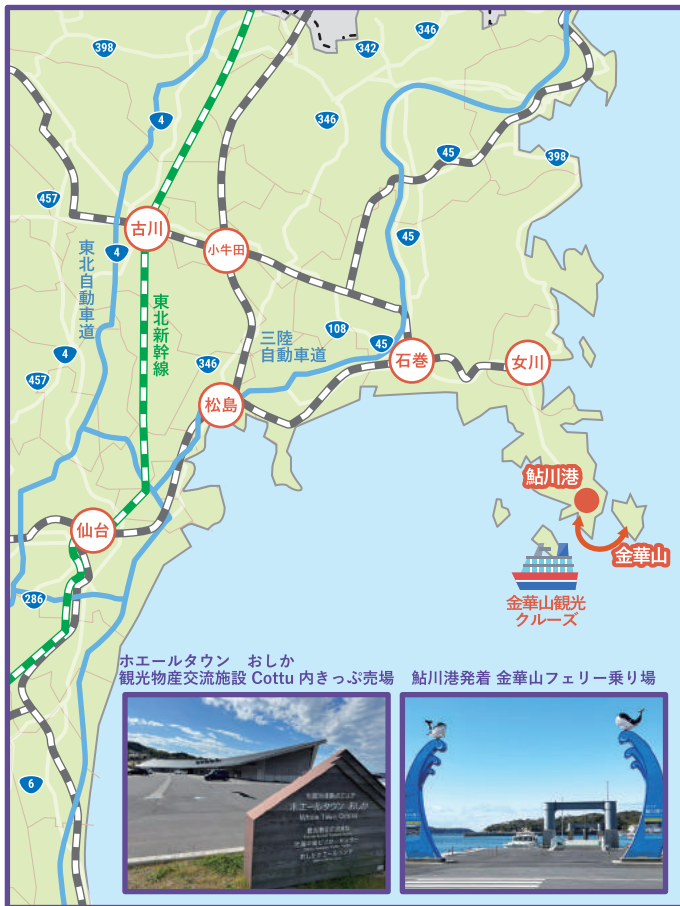 346
342
398
4
346
45
398
457
古川
小牛田
45
4
東北自動車道
東北新幹線
三陸
自動車道
108
45
4
346
457
石巻
女川
松島
鮎川港
仙台
金華山
286
金華山観光
クルーズ
6
ホエールタウン　おしか
観光物産交流施設 Cottu 内きっぷ売場
鮎川港発着 金華山フェリー乗り場
ホエールタウン おしか
Whale Town Oshika